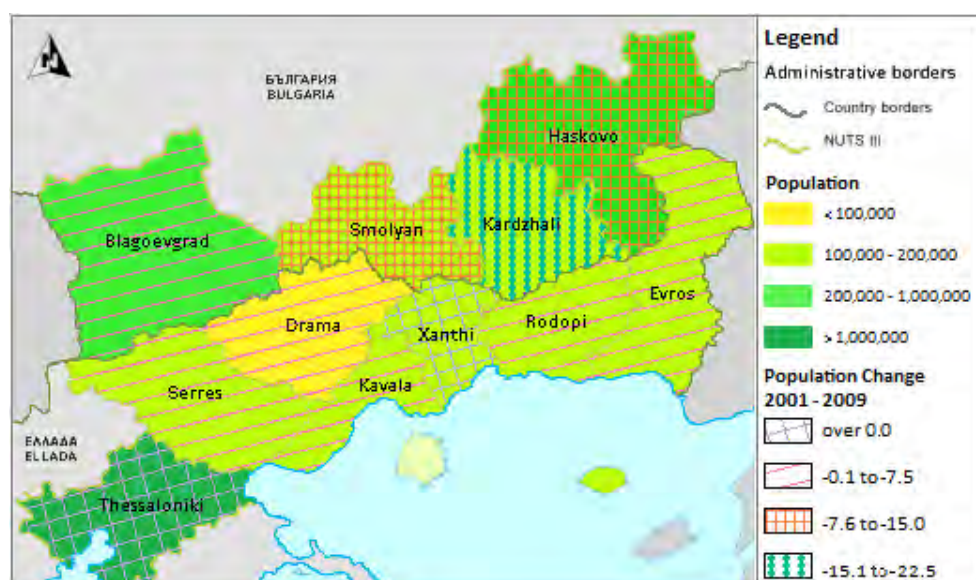 N
БЪЛГАРИЯ
BULGARIA
Haskovo
Kardzhali
Smolyan
Blagoevgrad
Evros
Rodopi
Xanthi
Drama
Kavala
Serres
ΕΛΛΑΔΑ
ELLADA
Thessaloniki
Legend
Administrative borders
Country borders
NUTS III
Population
< 100,000
100,000 - 200,000
200,000 - 1,000,000
> 1,000,000
Population Change
2001 - 2009
over 0.0
-0.1 to -7.5
-7.6 to -15.0
-15.1 to -22.5